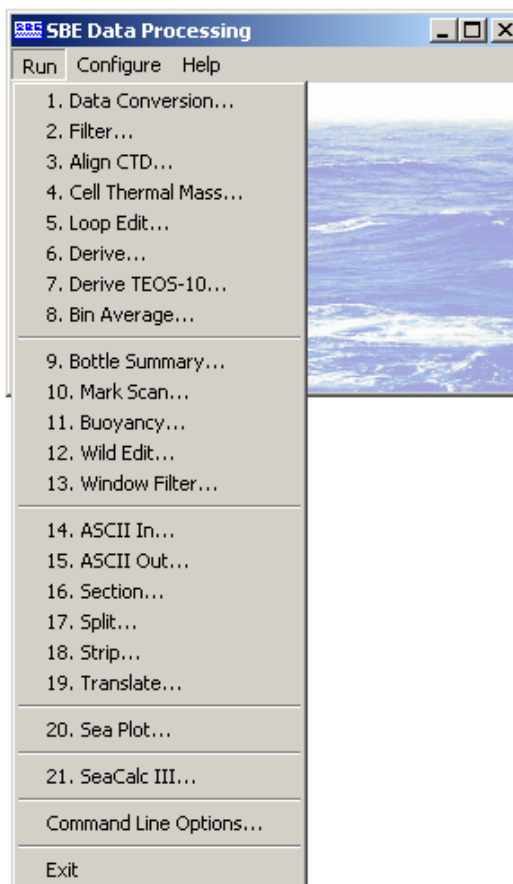 SBE SBE Data Processing
Run Configure Help
1. Data Conversion...
2. Filter...
3. Align CTD...
4. Cell Thermal Mass...
5. Loop Edit...
6. Derive...
7. Derive TEOS-10...
8. Bin Average...
9. Bottle Summary...
10. Mark Scan...
11. Buoyancy...
12. Wild Edit...
13. Window Filter...
14. ASCII In...
15. ASCII Out...
16. Section...
17. Split...
18. Strip...
19. Translate...
20. Sea Plot...
21. SeaCalc III...
Command Line Options...
Exit